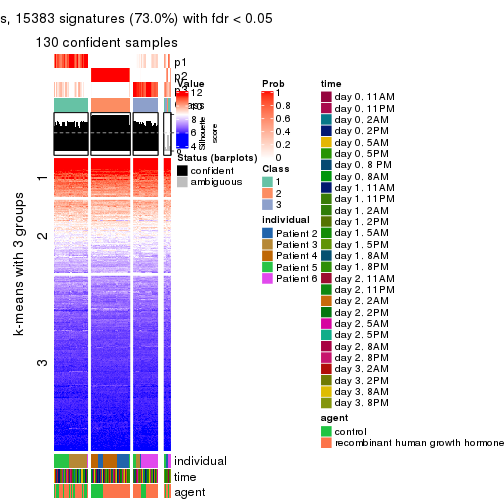 s, 15383 signatures (73.0%) with fdr < 0.05
130 confident samples
p1
p2
p3
Value
12
10
8
6
4
Silhouette
score
Status (barplots)
confident
ambiguous
k-means with 3 groups
1
2
3
individual
time
agent
Prob
1
0.8
0.6
0.4
0.2
0
Class
1
2
3
individual
Patient 2
Patient 3
Patient 4
Patient 5
Patient 6
time
day 0. 11AM
day 0. 11PM
day 0. 2AM
day 0. 2PM
day 0. 5AM
day 0. 5PM
day 0. 8 PM
day 0. 8AM
day 1. 11AM
day 1. 11PM
day 1. 2AM
day 1. 2PM
day 1. 5AM
day 1. 5PM
day 1. 8AM
day 1. 8PM
day 2. 11AM
day 2. 11PM
day 2. 2AM
day 2. 2PM
day 2. 5AM
day 2. 5PM
day 2. 8AM
day 2. 8PM
day 3. 2AM
day 3. 2PM
day 3. 8AM
day 3. 8PM
agent
control
recombinant human growth hormone